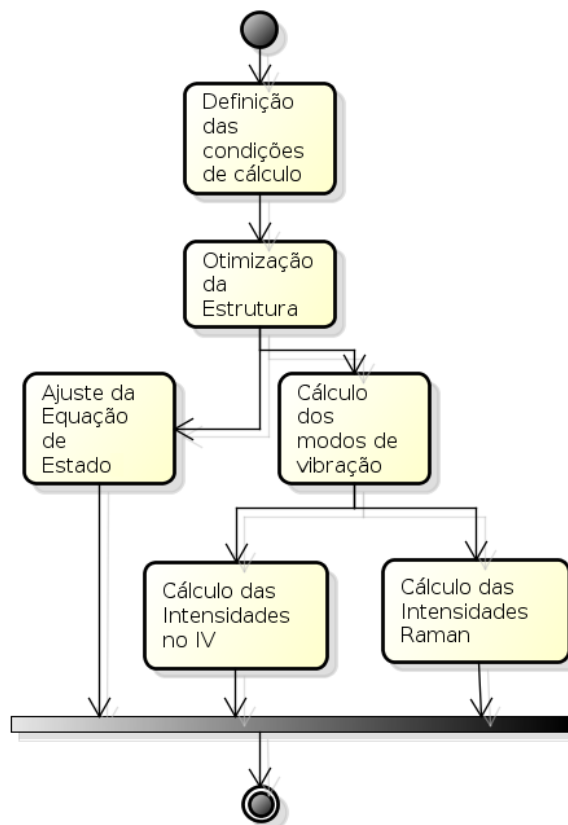 Definição
das
condições
de cálculo
Otimização
da
Estrutura
Ajuste da
Equação
de
Estado
Cálculo
dos
modos de
vibração
Cálculo das
Intensidades
no IV
Cálculo das
Intensidades
Raman